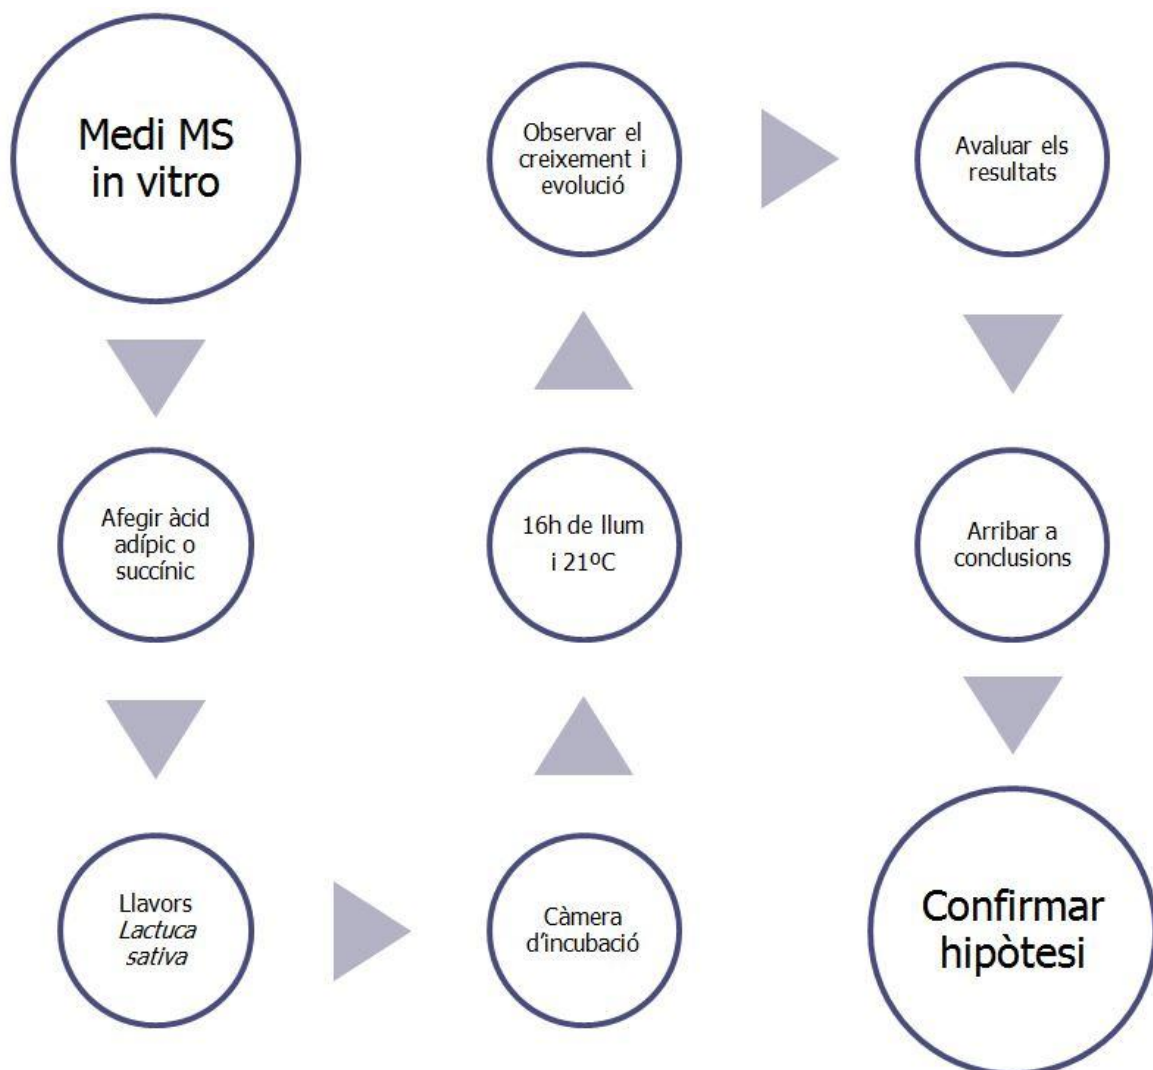 Medi MS
in vitro
Afegir àcid
adípic o
succínic
Llavors
Lactuca
sativa
Càmera
d'incubació
16h de llum
i 21ºC
Observar el
creixement i
evolució
Avaluar els
resultats
Arribar a
conclusions
Confirmar
hipòtesi